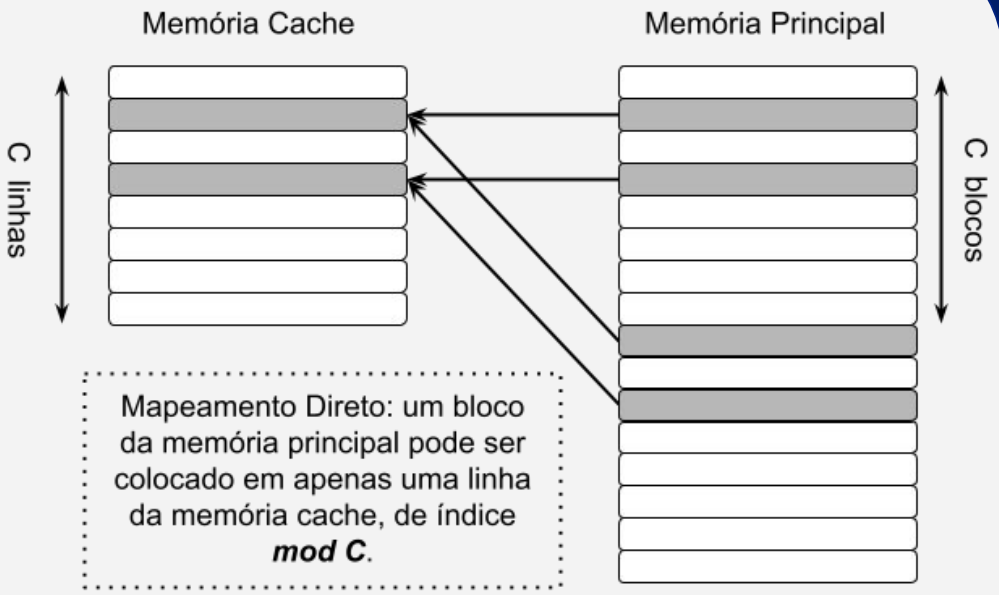 Memória Cache
Memória Principal
C linhas
C blocos
Mapeamento Direto: um bloco
da memória principal pode ser
colocado em apenas uma linha
da memória cache, de índice
mod C.